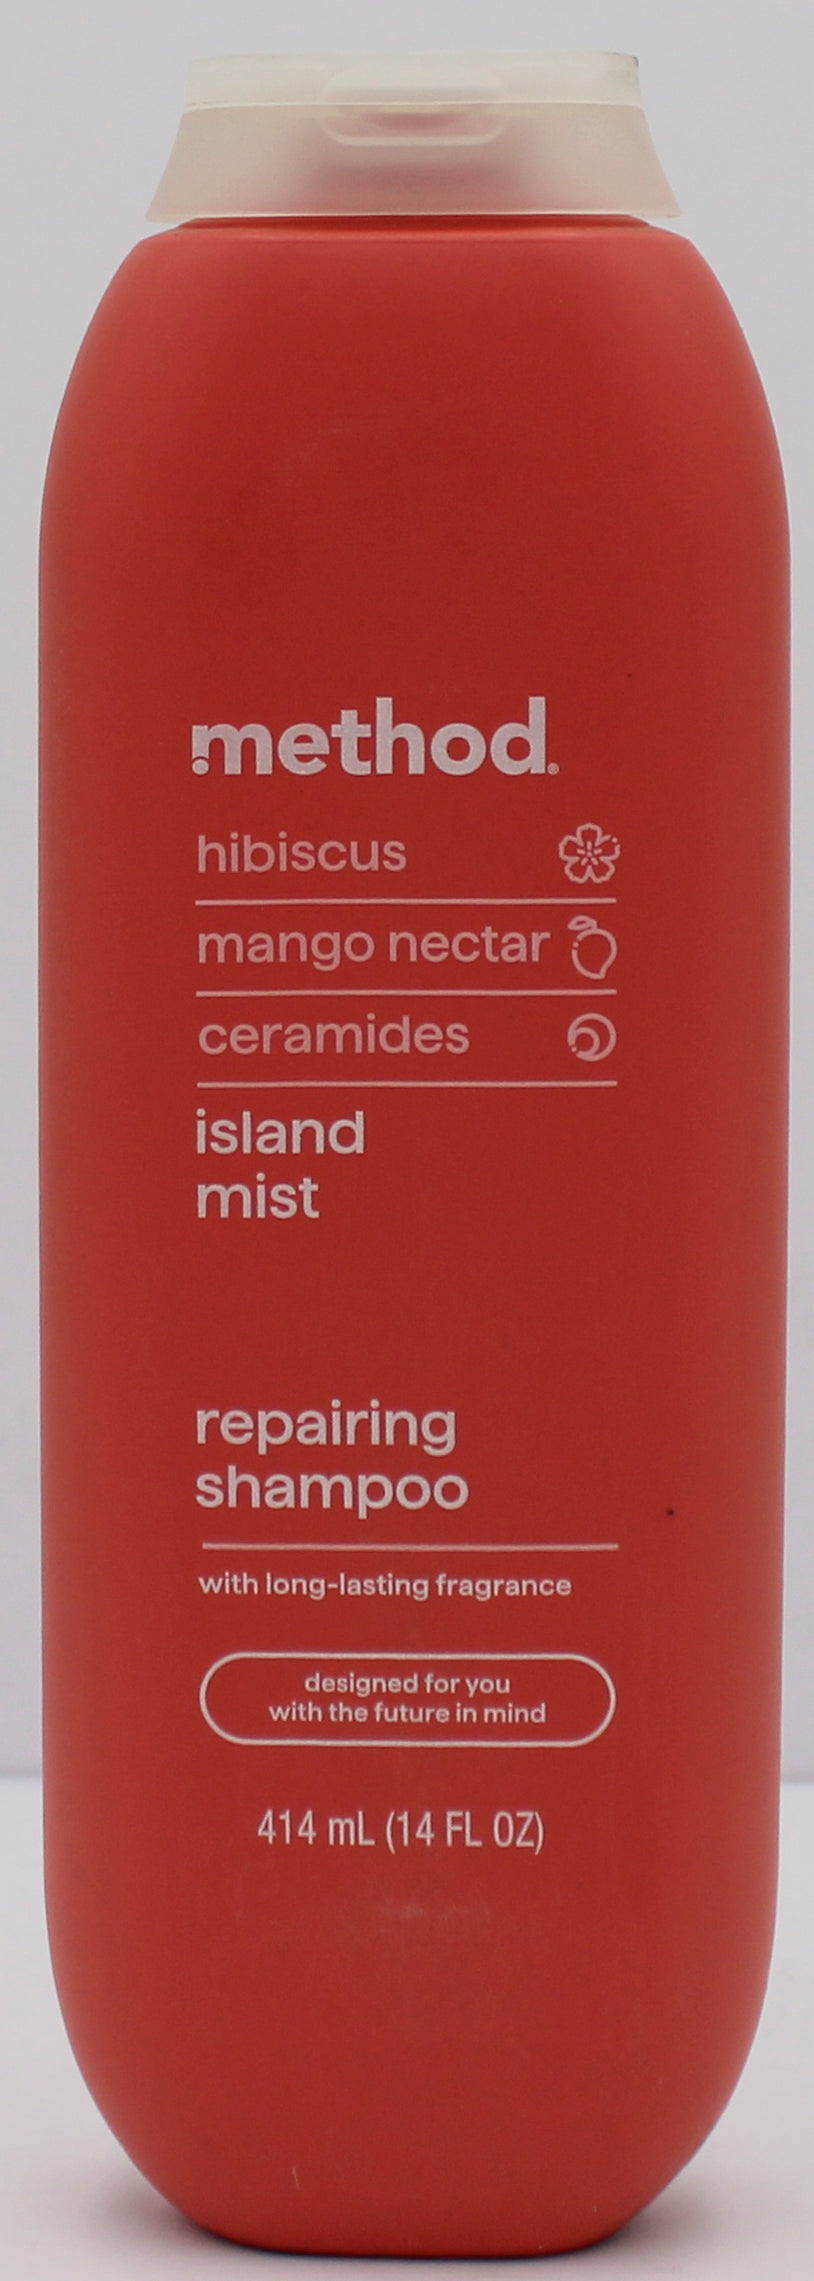 method®
hibiscus
mango nectar
ceramides
island
mist
repairing
shampoo
with long-lasting fragrance
designed for you
with the future in mind
414 mL (14 FL OZ)